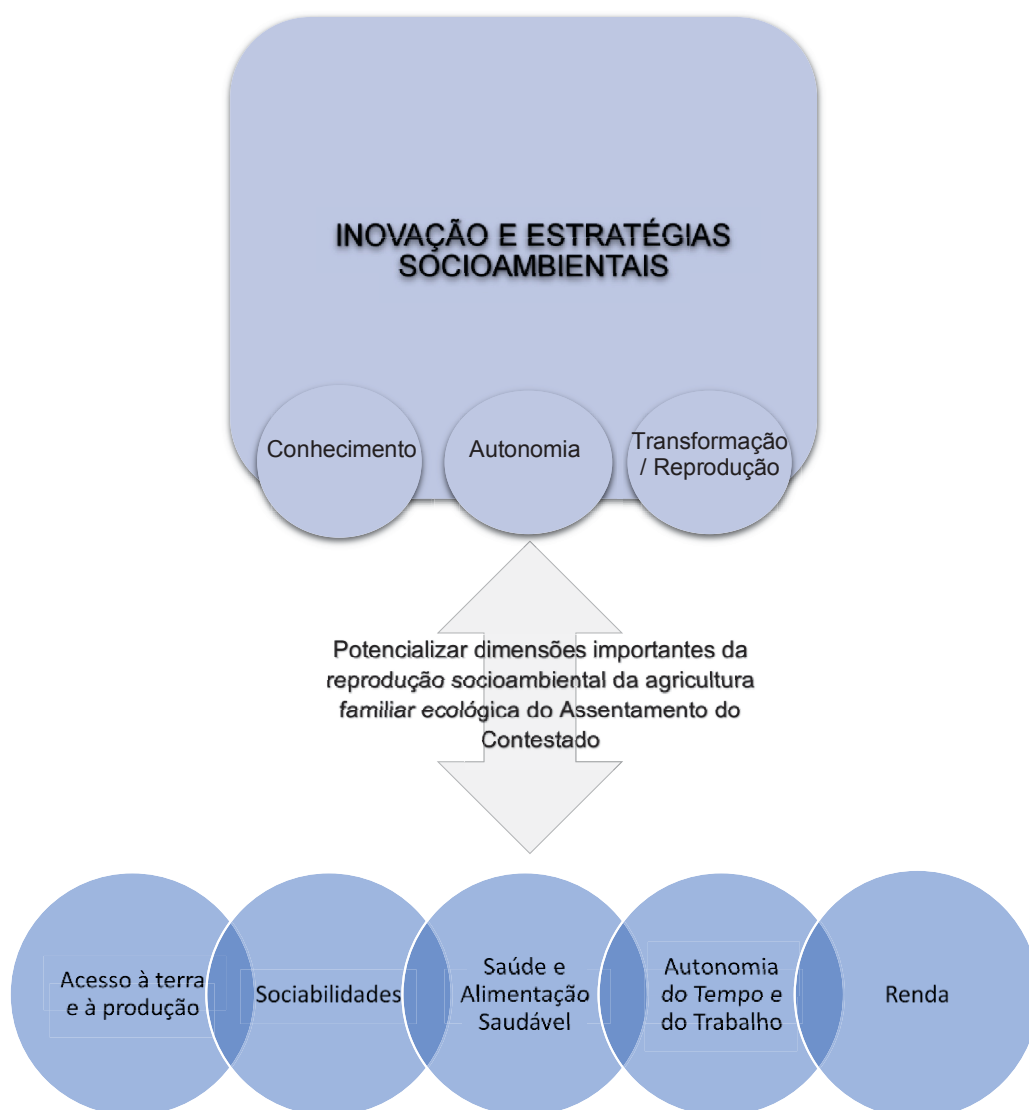 INOVAÇÃO E ESTRATÉGIAS
SOCIOAMBIENTAIS
Conhecimento
Autonomia
Transformação
/ Reprodução
Potencializar dimensões importantes da
reprodução socioambiental da agricultura
familiar ecológica do Assentamento do
Contestado
Acesso à terra
e à produção
Sociabilidades
Saúde e
Alimentação
Saudável
Autonomia
do Tempo e
do Trabalho
Renda